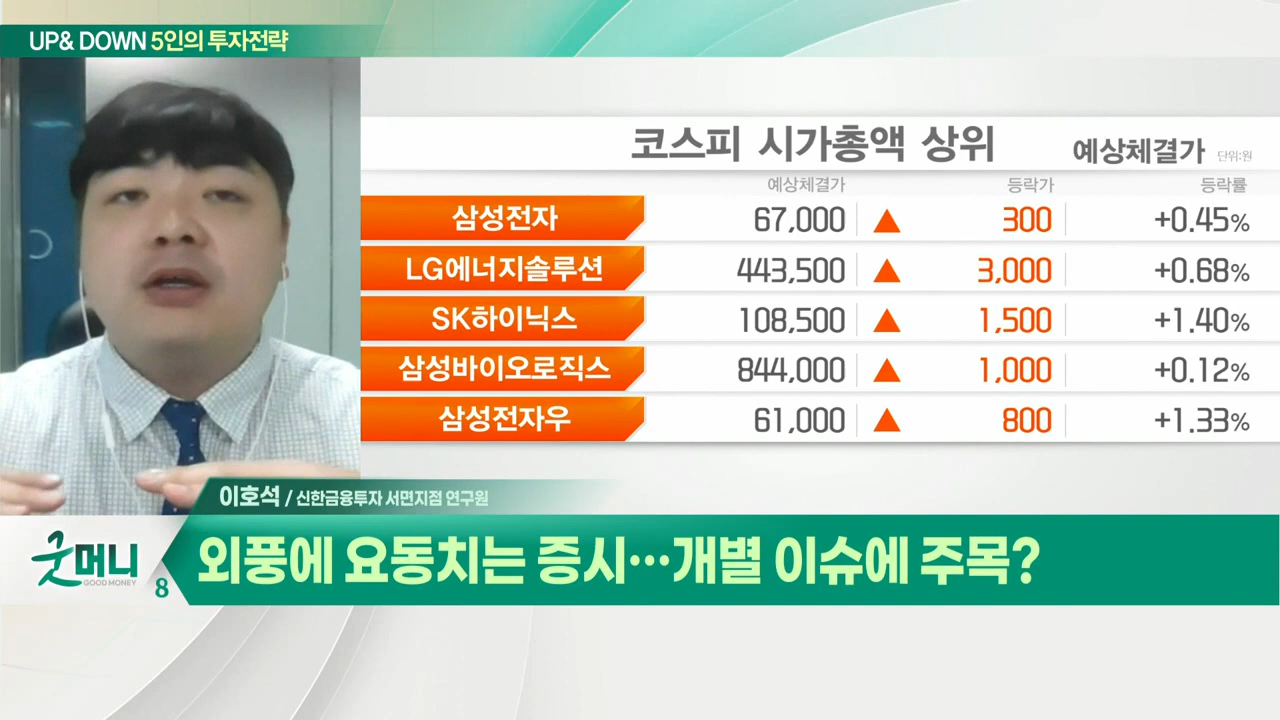 UP& DOWN 5인의 투자전략
코스피 시가총액 상위 예상체결가 단위:원
예상체결가 등락가 등락률
삼성전자 67,000 ▲ 300 +0.45%
LG에너지솔루션 443,500 ▲ 3,000 +0.68%
SK하이닉스 108,500 ▲ 1,500 +1.40%
삼성바이오로직스 844,000 ▲ 1,000 +0.12%
삼성전자우 61,000 ▲ 800 +1.33%
이호석 / 신한금융투자 서면지점 연구원
굿머니
GOOD MONEY
8
외풍에 요동치는 증시…개별 이슈에 주목?